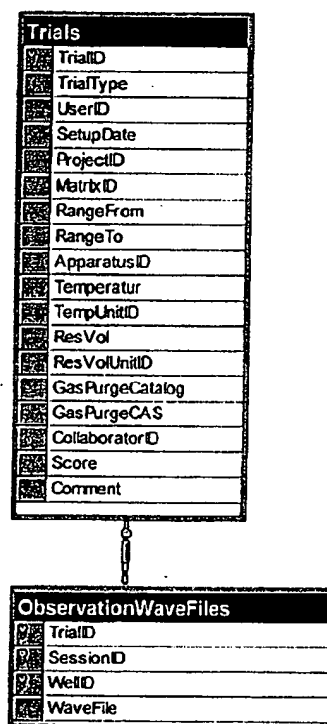 Trials
TrialID
TrialType
UserID
SetupDate
ProjectID
MatrixID
RangeFrom
RangeTo
ApparatusID
Temperatur
TempUnitID
ResVol
ResVolUnitID
GasPurgeCatalog
GasPurgeCAS
CollaboratorID
Score
Comment
ObservationWaveFiles
TrialID
SessionID
WellID
WaveFile